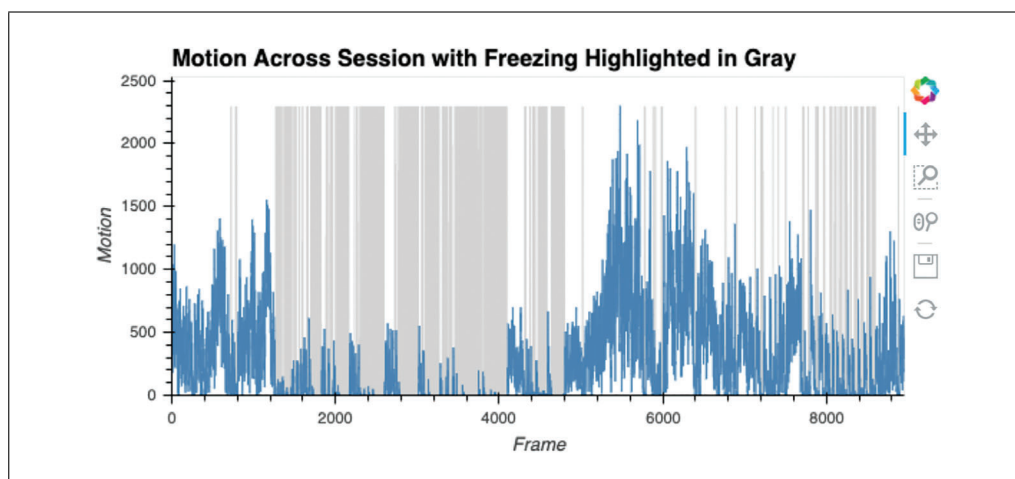 Motion Across Session with Freezing Highlighted in Gray
2500
2000
1500
1000
500
0
Motion
0 2000 4000 6000 8000
Frame